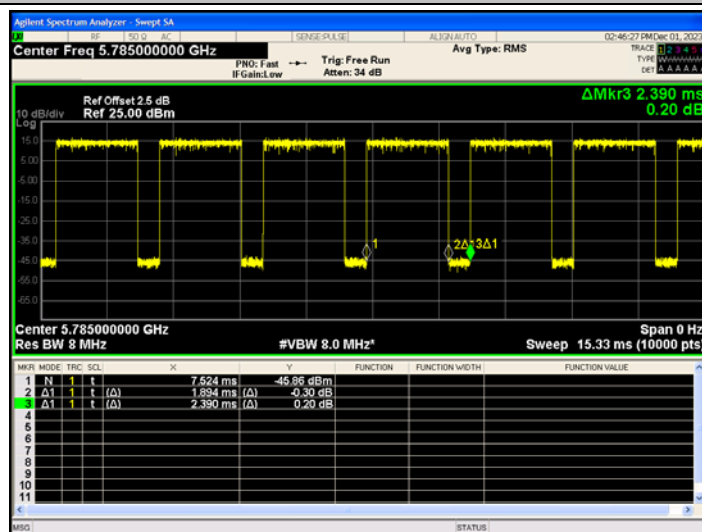 Agilent Spectrum Analyzer - Swept SA
RF 50 Ω AC SENSE:PULSE ALIGNAUTO 02:46:27 PM Dec 01, 2023
Center Freq 5.785000000 GHz
PNO: Fast
IFGain:Low
Trig: Free Run
Atten: 34 dB
Avg Type: RMS
TRACE 1 2 3 4 5
TYPE
DET A A A A A
ΔMkr3 2.390 ms
0.20 dB
Ref Offset 2.5 dB
10 dB/div Ref 25.00 dBm
Log
15.0
5.00
-5.00
-15.0
-25.0
-35.0
-45.0
-55.0
-65.0
1
2Δ1 3Δ1
Center 5.785000000 GHz Span 0 Hz
Res BW 8 MHz #VBW 8.0 MHz* Sweep 15.33 ms (10000 pts)
MKR MODE TRC SCL X Y FUNCTION FUNCTION WIDTH FUNCTION VALUE
1 N 1 t 7.524 ms -45.86 dBm
2 Δ1 1 t (Δ) 1.894 ms (Δ) -0.30 dB
3 Δ1 1 t (Δ) 2.390 ms (Δ) 0.20 dB
4
5
6
7
8
9
10
11
MSG STATUS